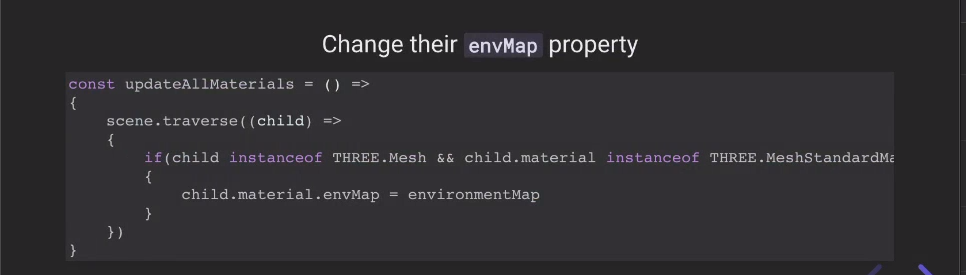 Change their envMap property
const updateAllMaterials = () =>
{
scene.traverse((child) =>
{
if(child instanceof THREE.Mesh && child.material instanceof THREE.MeshStandardMa
{
child.material.envMap = environmentMap
}
})
}